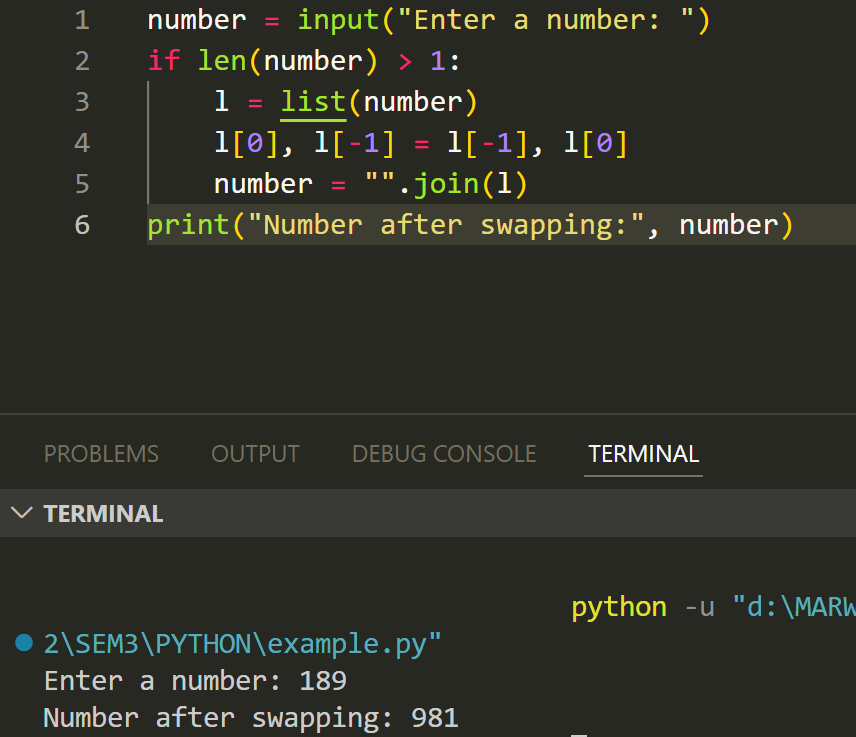 1 number = input("Enter a number: ")
2 if len(number) > 1:
3 l = list(number)
4 l[0], l[-1] = l[-1], l[0]
5 number = "".join(l)
6 print("Number after swapping:", number)
PROBLEMS OUTPUT DEBUG CONSOLE TERMINAL
TERMINAL
python -u "d:\MARW
2\SEM3\PYTHON\example.py"
Enter a number: 189
Number after swapping: 981